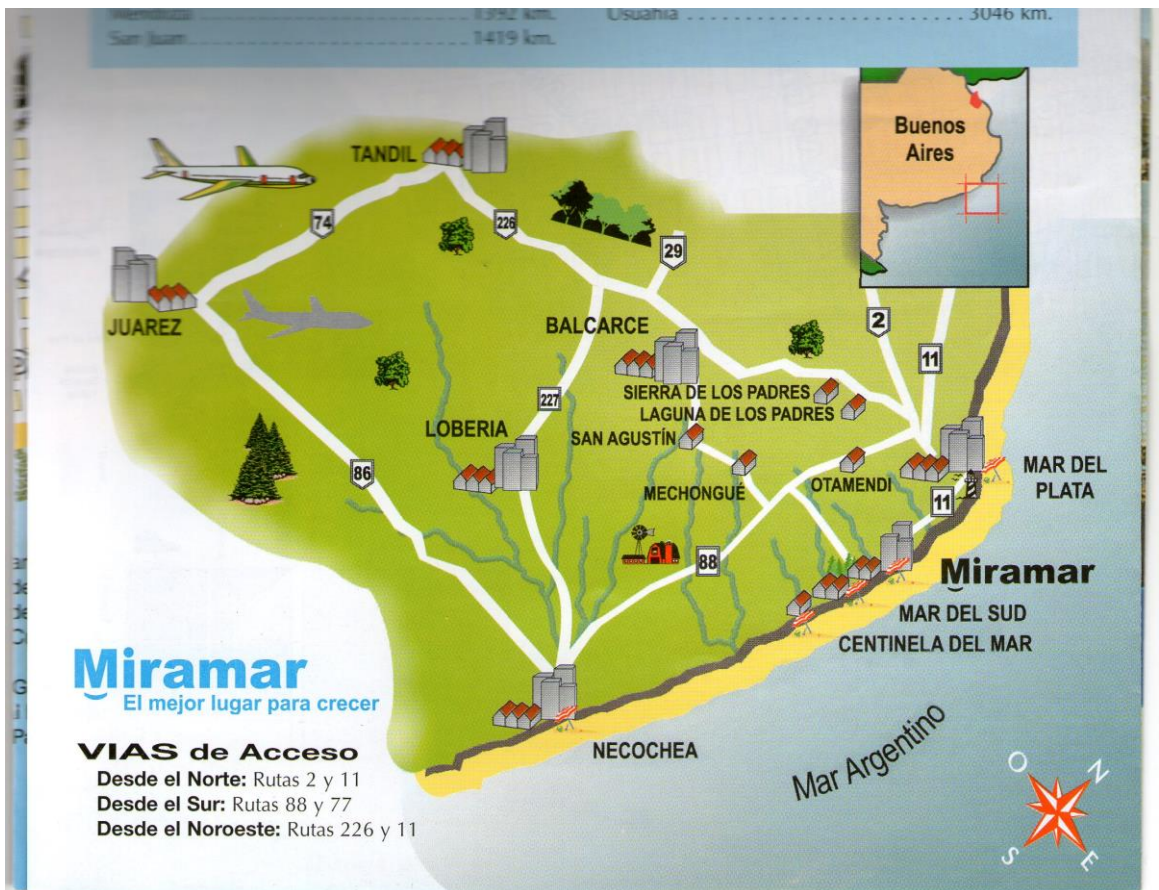 Mendoza 1392 km.
Usuahia 3046 km.
San Juan 1419 km.
Buenos
Aires
TANDIL
74
226
29
JUAREZ
BALCARCE
2
11
SIERRA DE LOS PADRES
LAGUNA DE LOS PADRES
227
LOBERIA
SAN AGUSTÍN
86
MECHONGUÉ
OTAMENDI
MAR DEL
PLATA
11
88
Miramar
MAR DEL SUD
CENTINELA DEL MAR
Miramar
El mejor lugar para crecer
NECOCHEA
Mar Argentino
VIAS de Acceso
Desde el Norte: Rutas 2 y 11
Desde el Sur: Rutas 88 y 77
Desde el Noroeste: Rutas 226 y 11
O
N
S
E